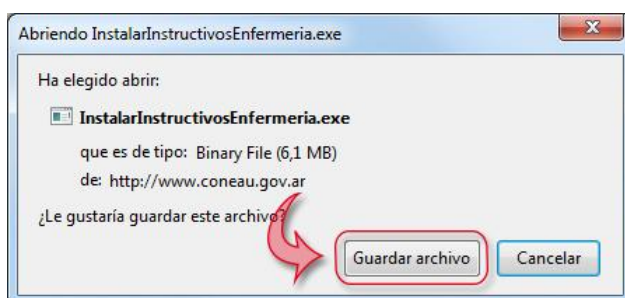 Abriendo InstalarInstructivosEnfermeria.exe
Ha elegido abrir:
InstalarInstructivosEnfermeria.exe
que es de tipo: Binary File (6,1 MB)
de: http://www.coneau.gov.ar
¿Le gustaría guardar este archivo?
Guardar archivo Cancelar